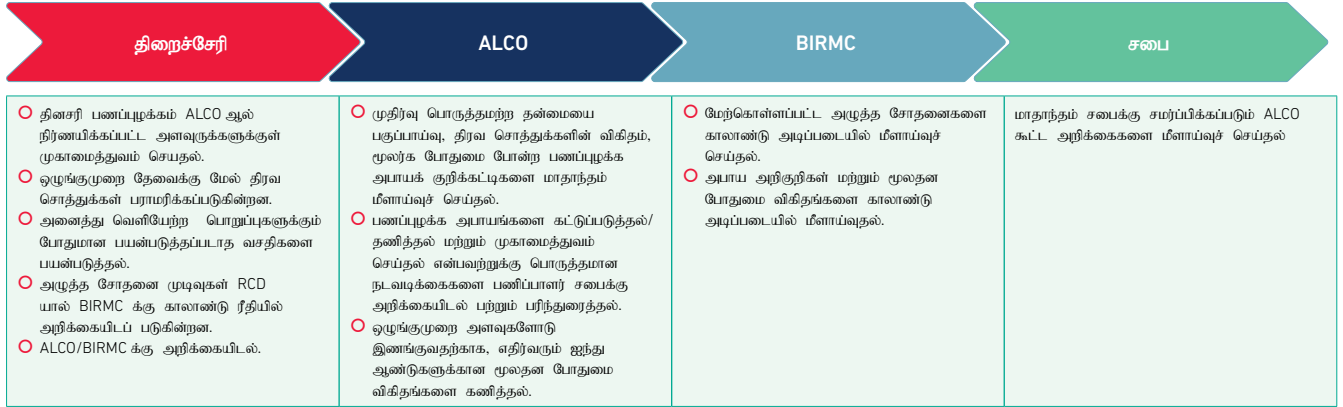 திறைச்சேரி
ALCO
BIRMC
சபை
தினசரி பணப்புழக்கம் ALCO ஆல்
நிர்ணயிக்கப்பட்ட அளவுருக்களுக்குள்
முகாமைத்துவம் செயதல்.
ஒழுங்குமுறை தேவைக்கு மேல் திரவ
சொத்துக்கள் பராமரிக்கப்படுகின்றன.
அனைத்து வெளியேற்ற பொறுப்புகளுக்கும்
போதுமான பயன்படுத்தப்படாத வசதிகளை
பயன்படுத்தல்.
அழுத்த சோதனை முடிவுகள் RCD
யால் BIRMC க்கு காலாண்டு ரீதியில்
அறிக்கையிடப் படுகின்றன.
ALCO/BIRMC க்கு அறிக்கையிடல்.
முதிர்வு பொருத்தமற்ற தன்மையை
பகுப்பாய்வு, திரவ சொத்துக்களின் விகிதம்,
மூலர்க போதுமை போன்ற பணப்புழக்க
அபாயக் குறிக்கட்டிகளை மாதாந்தம்
மீளாய்வுச் செய்தல்.
பணப்புழக்க அபாயங்களை கட்டுப்படுத்தல்/
தணித்தல் மற்றும் முகாமைத்துவம்
செய்தல் என்பவற்றுக்கு பொருத்தமான
நடவடிக்கைகளை பணிப்பாளர் சபைக்கு
அறிக்கையிடல் பற்றும் பரிந்துரைத்தல்.
ஒழுங்குமுறை அளவுகளோடு
இணங்குவதற்காக, எதிர்வரும் ஐந்து
ஆண்டுகளுக்கான மூலதன போதுமை
விகிதங்களை கணித்தல்.
மேற்கொள்ளப்பட்ட அழுத்த சோதனைகளை
காலாண்டு அடிப்படையில் மீளாய்வுச்
செய்தல்.
அபாய அறிகுறிகள் மற்றும் மூலதன
போதுமை விகிதங்களை காலாண்டு
அடிப்படையில் மீளாய்வுதல்.
மாதாந்தம் சபைக்கு சமர்ப்பிக்கப்படும் ALCO
கூட்ட அறிக்கைகளை மீளாய்வுச் செய்தல்